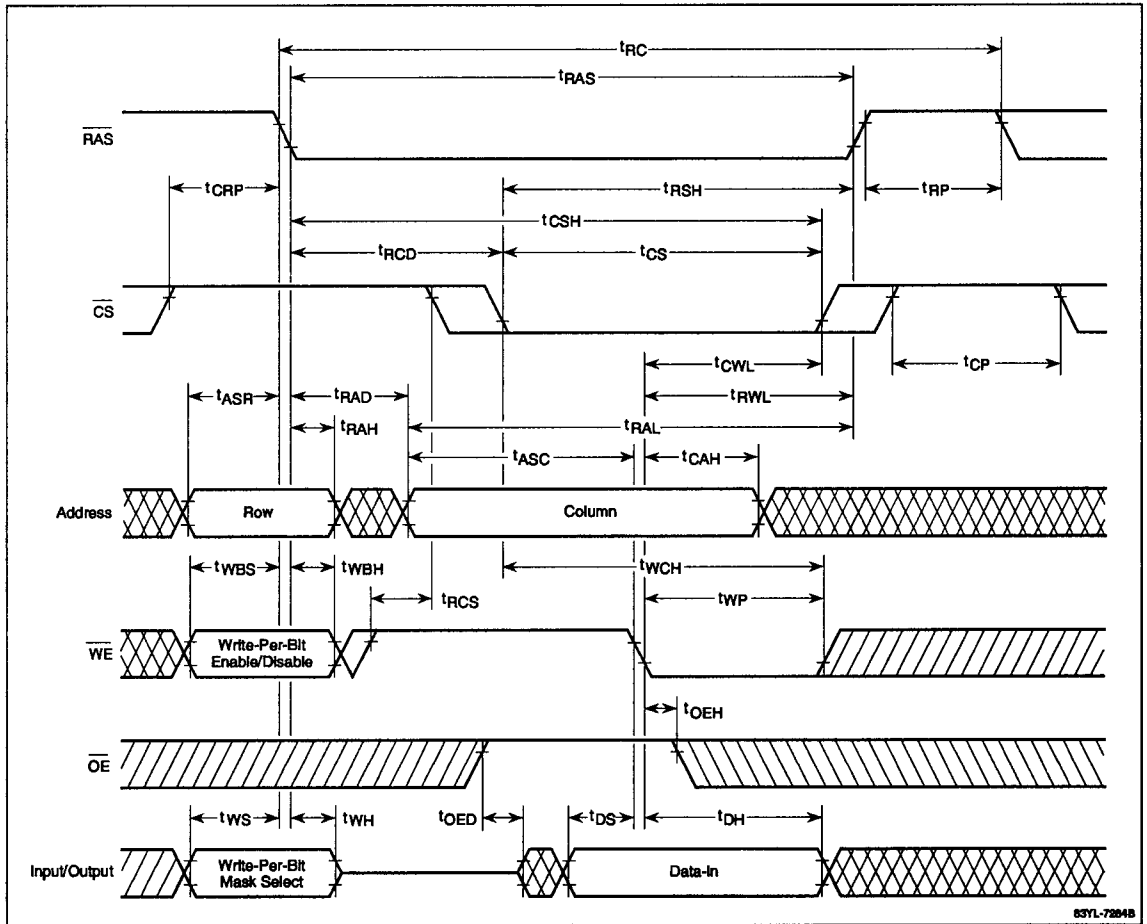 tRC
tRAS
RAS
tCRP
tRSH
tRP
tCSH
tRCD
tCS
CS
tCWL
tCP
tASR
tRAD
tRWL
tRAH
tRAL
tASC
tCAH
Address
Row
Column
tWBS
tWBH
tWCH
tRCS
tWP
WE
Write-Per-Bit
Enable/Disable
tOEH
OE
tWS
tWH
tOED
tDS
tDH
Input/Output
Write-Per-Bit
Mask Select
Data-In
83YL-7284B